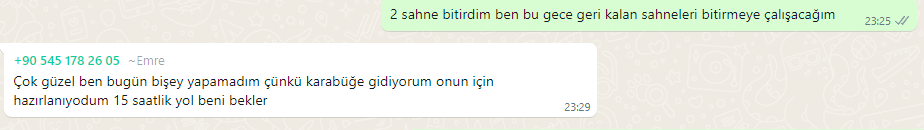 2 sahne bitirdim ben bu gece geri kalan sahneleri bitirmeye çalışacağım
23:25
+90 545 178 26 05 ~Emre
Çok güzel ben bugün bişey yapamadım çünkü karabüğe gidiyorum onun için
hazırlanıyodum 15 saatlik yol beni bekler
23:29